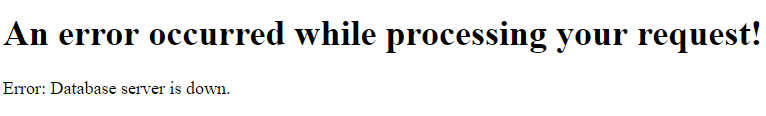 An error occurred while processing your request!
Error: Database server is down.